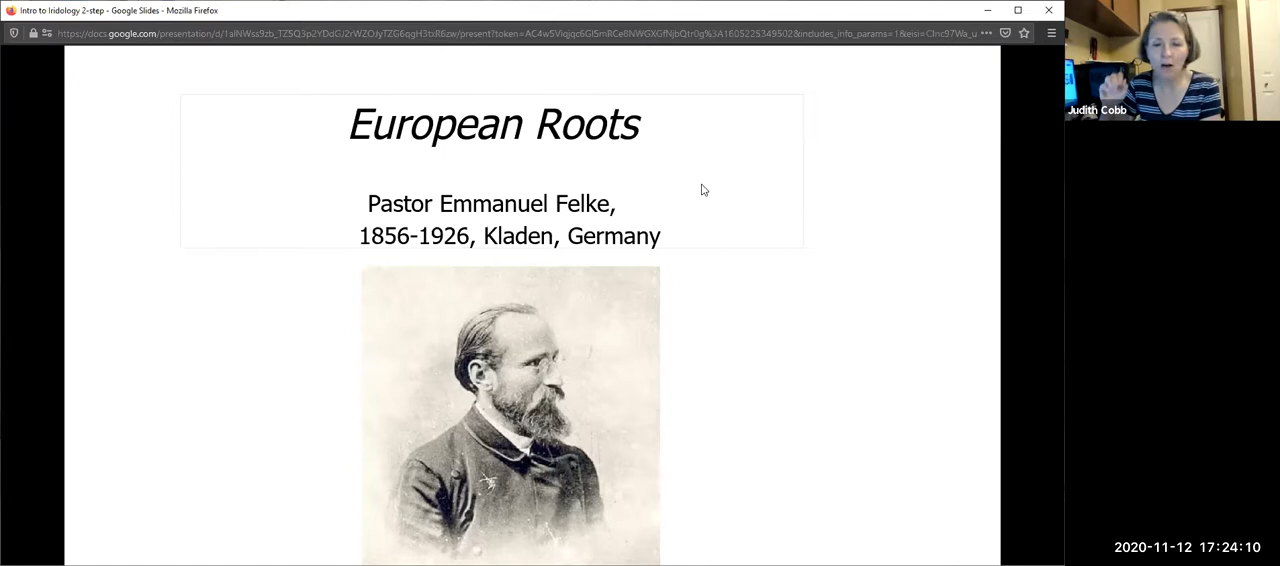 Intro to Iridology 2-step - Google Slides - Mozilla Firefox
Judith Cobb
European Roots
Pastor Emmanuel Felke,
1856-1926, Kladen, Germany
2020-11-12 17:24:10